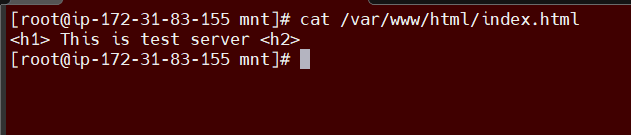 [root@ip-172-31-83-155 mnt]# cat /var/www/html/index.html
<h1> This is test server <h2>
[root@ip-172-31-83-155 mnt]#